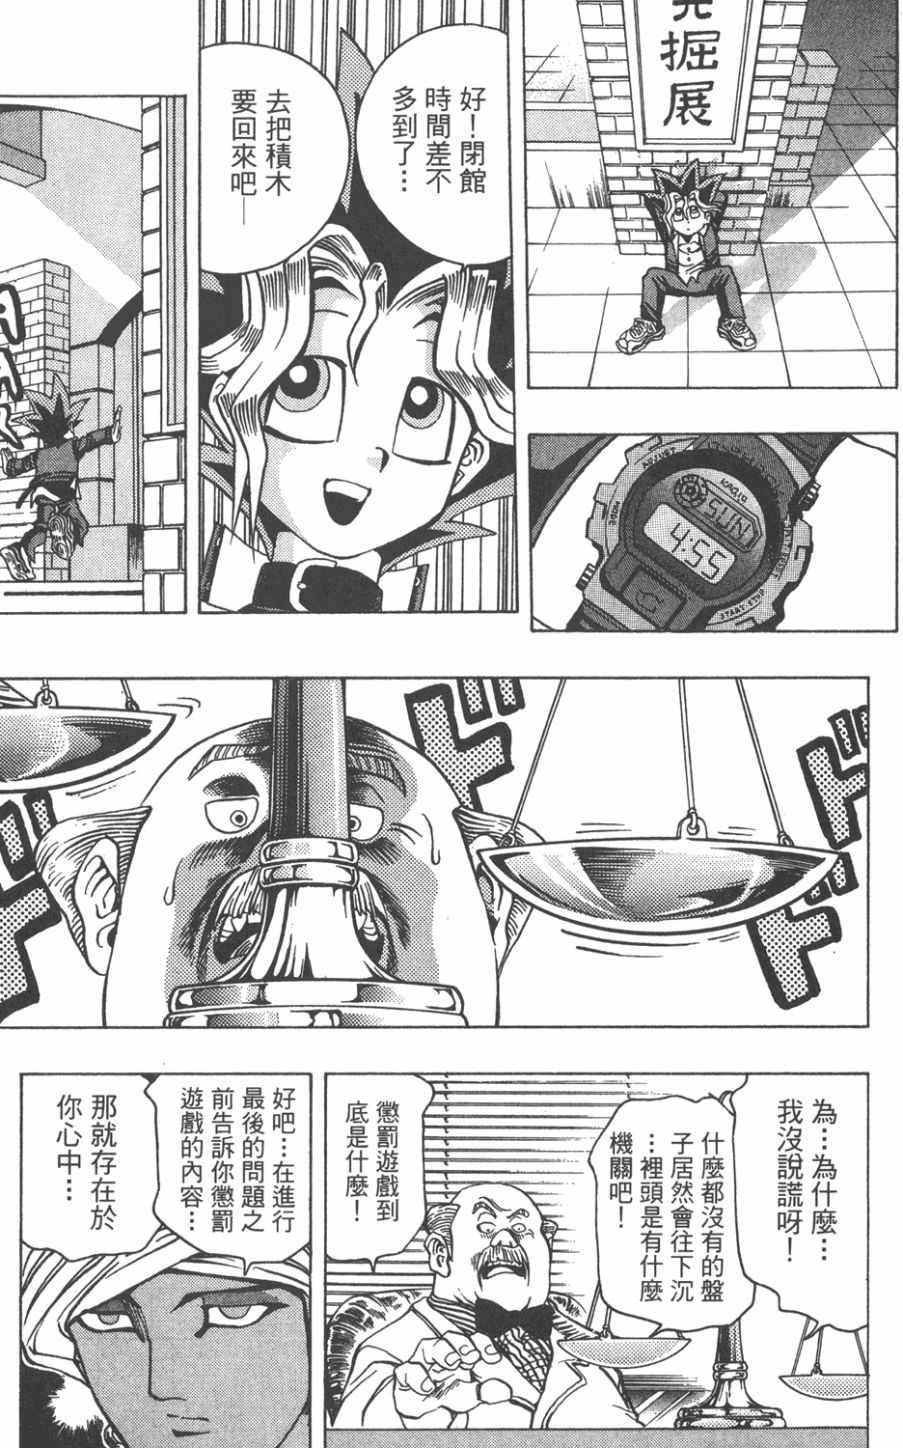 掘展
SUN
4:55
好！閉館
時間差不
多到了…
去把積木
要回來吧—
ドド
ドド
為…為什麼…
我沒說謊呀！
什麼都沒有的盤
子居然會往下沉
…裡頭是有什麼
機關吧！
懲罰遊戲到
底是什麼！
好吧…在進行
最後的問題之
前告訴你懲罰
遊戲的內容…
那就存在於
你心中…